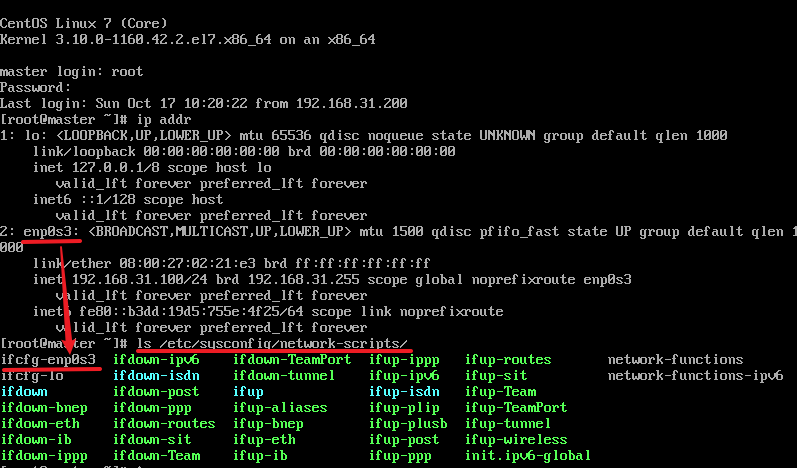 CentOS Linux 7 (Core)
Kernel 3.10.0-1160.42.2.el7.x86_64 on an x86_64
master login: root
Password:
Last login: Sun Oct 17 10:20:22 from 192.168.31.200
[root@master ~]# ip addr
1: lo: <LOOPBACK,UP,LOWER_UP> mtu 65536 qdisc noqueue state UNKNOWN group default qlen 1000
link/loopback 00:00:00:00:00:00 brd 00:00:00:00:00:00
inet 127.0.0.1/8 scope host lo
valid_lft forever preferred_lft forever
inet6 ::1/128 scope host
valid_lft forever preferred_lft forever
2: enp0s3: <BROADCAST,MULTICAST,UP,LOWER_UP> mtu 1500 qdisc pfifo_fast state UP group default qlen 1
000
link/ether 08:00:27:02:21:e3 brd ff:ff:ff:ff:ff:ff
inet 192.168.31.100/24 brd 192.168.31.255 scope global noprefixroute enp0s3
valid_lft forever preferred_lft forever
inet6 fe80::b3dd:19d5:755e:4f25/64 scope link noprefixroute
valid_lft forever preferred_lft forever
[root@master ~]# ls /etc/sysconfig/network-scripts/
ifcfg-enp0s3 ifdown-ipv6 ifdown-TeamPort ifup-ippp ifup-routes network-functions
ifcfg-lo ifdown-isdn ifdown-tunnel ifup-ipv6 ifup-sit network-functions-ipv6
ifdown ifdown-post ifup ifup-isdn ifup-Team
ifdown-bnep ifdown-ppp ifup-aliases ifup-plip ifup-TeamPort
ifdown-eth ifdown-routes ifup-bnep ifup-plusb ifup-tunnel
ifdown-ib ifdown-sit ifup-eth ifup-post ifup-wireless
ifdown-ippp ifdown-Team ifup-ib ifup-ppp init.ipv6-global